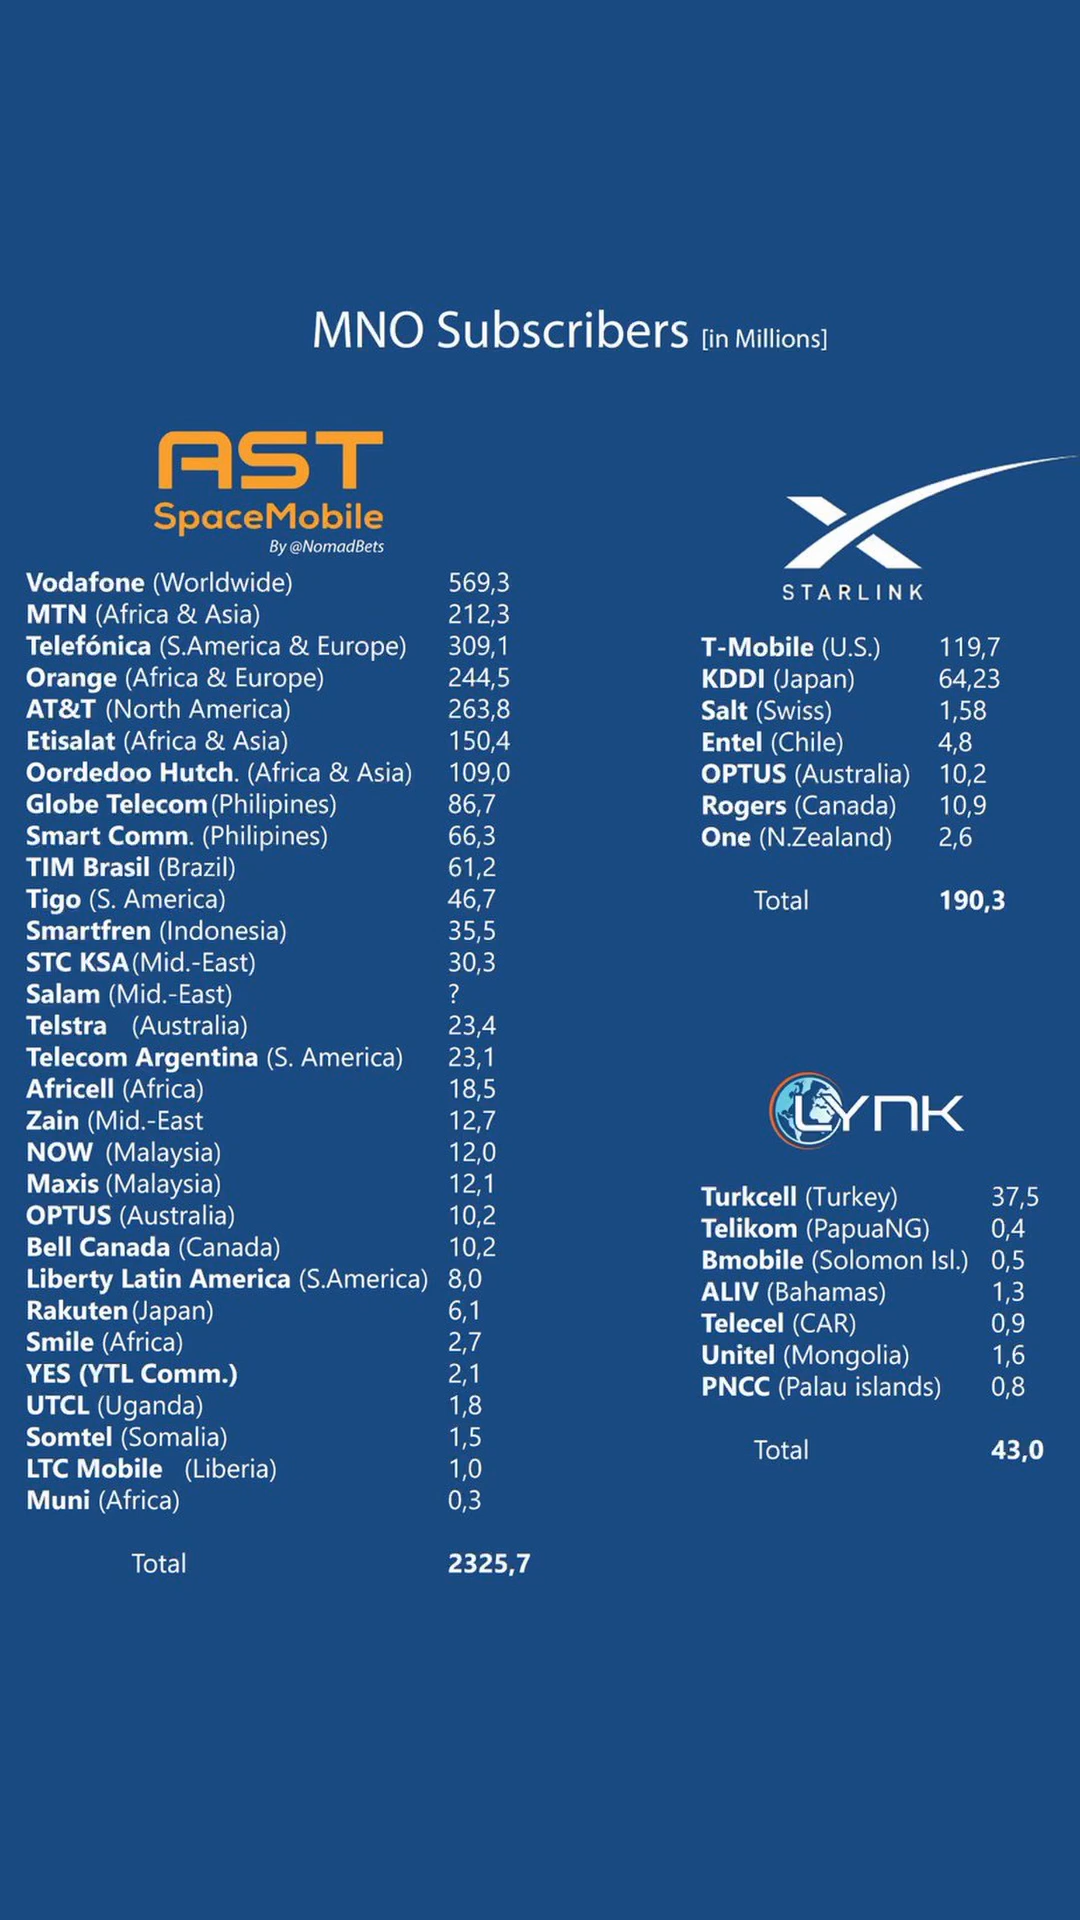 MNO Subscribers [in Millions]
AST
SpaceMobile
By @NomadBets
Vodafone (Worldwide) 569,3
MTN (Africa & Asia) 212,3
Telefónica (S.America & Europe) 309,1
Orange (Africa & Europe) 244,5
AT&T (North America) 263,8
Etisalat (Africa & Asia) 150,4
Oordedoo Hutch. (Africa & Asia) 109,0
Globe Telecom (Philipines) 86,7
Smart Comm. (Philipines) 66,3
TIM Brasil (Brazil) 61,2
Tigo (S. America) 46,7
Smartfren (Indonesia) 35,5
STC KSA (Mid.-East) 30,3
Salam (Mid.-East) ?
Telstra (Australia) 23,4
Telecom Argentina (S. America) 23,1
Africell (Africa) 18,5
Zain (Mid.-East 12,7
NOW (Malaysia) 12,0
Maxis (Malaysia) 12,1
OPTUS (Australia) 10,2
Bell Canada (Canada) 10,2
Liberty Latin America (S.America) 8,0
Rakuten (Japan) 6,1
Smile (Africa) 2,7
YES (YTL Comm.) 2,1
UTCL (Uganda) 1,8
Somtel (Somalia) 1,5
LTC Mobile (Liberia) 1,0
Muni (Africa) 0,3
Total 2325,7
STARLINK
T-Mobile (U.S.) 119,7
KDDI (Japan) 64,23
Salt (Swiss) 1,58
Entel (Chile) 4,8
OPTUS (Australia) 10,2
Rogers (Canada) 10,9
One (N.Zealand) 2,6
Total 190,3
LYNK
Turkcell (Turkey) 37,5
Telikom (PapuaNG) 0,4
Bmobile (Solomon Isl.) 0,5
ALIV (Bahamas) 1,3
Telecel (CAR) 0,9
Unitel (Mongolia) 1,6
PNCC (Palau islands) 0,8
Total 43,0